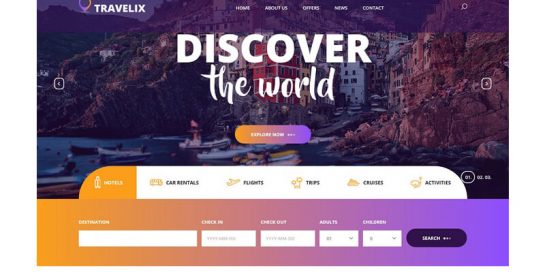 TRAVELIX
HOME ABOUT US OFFERS NEWS CONTACT
DISCOVER
the world
EXPLORE NOW
01. 02. 03.
HOTELS CAR RENTALS FLIGHTS TRIPS CRUISES ACTIVITIES
DESTINATION CHECK IN CHECK OUT ADULTS CHILDREN
YYYY-MM-DD YYYY-MM-DD 01 0 SEARCH